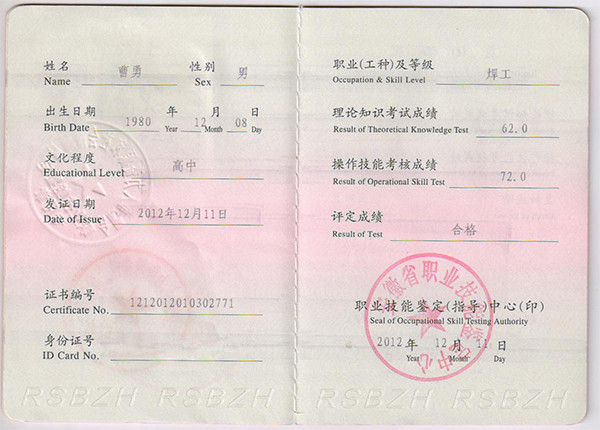 姓名 曹勇 性别 男
Name Sex
出生日期 年 月 日
Birth Date 1980 Year 12 Month 08 Day
文化程度 高中
Educational Level
发证日期 2012年12月11日
Date of Issue
证书编号 1212012010302771
Certificate No.
身份证号
ID Card No.
RSBZH RSBZH
职业(工种)及等级 焊工
Occupation & Skill Level
理论知识考试成绩
Result of Theoretical Knowledge Test 62.0
操作技能考核成绩
Result of Operational Skill Test 72.0
评定成绩 合格
Result of Test
职业技能鉴定(指导)中心(印)
Seal of Occupational Skill Testing Authority
2012 年 12 月 11 日
Year Month Day
徽省职业技
中心
RSBZH RSBZH